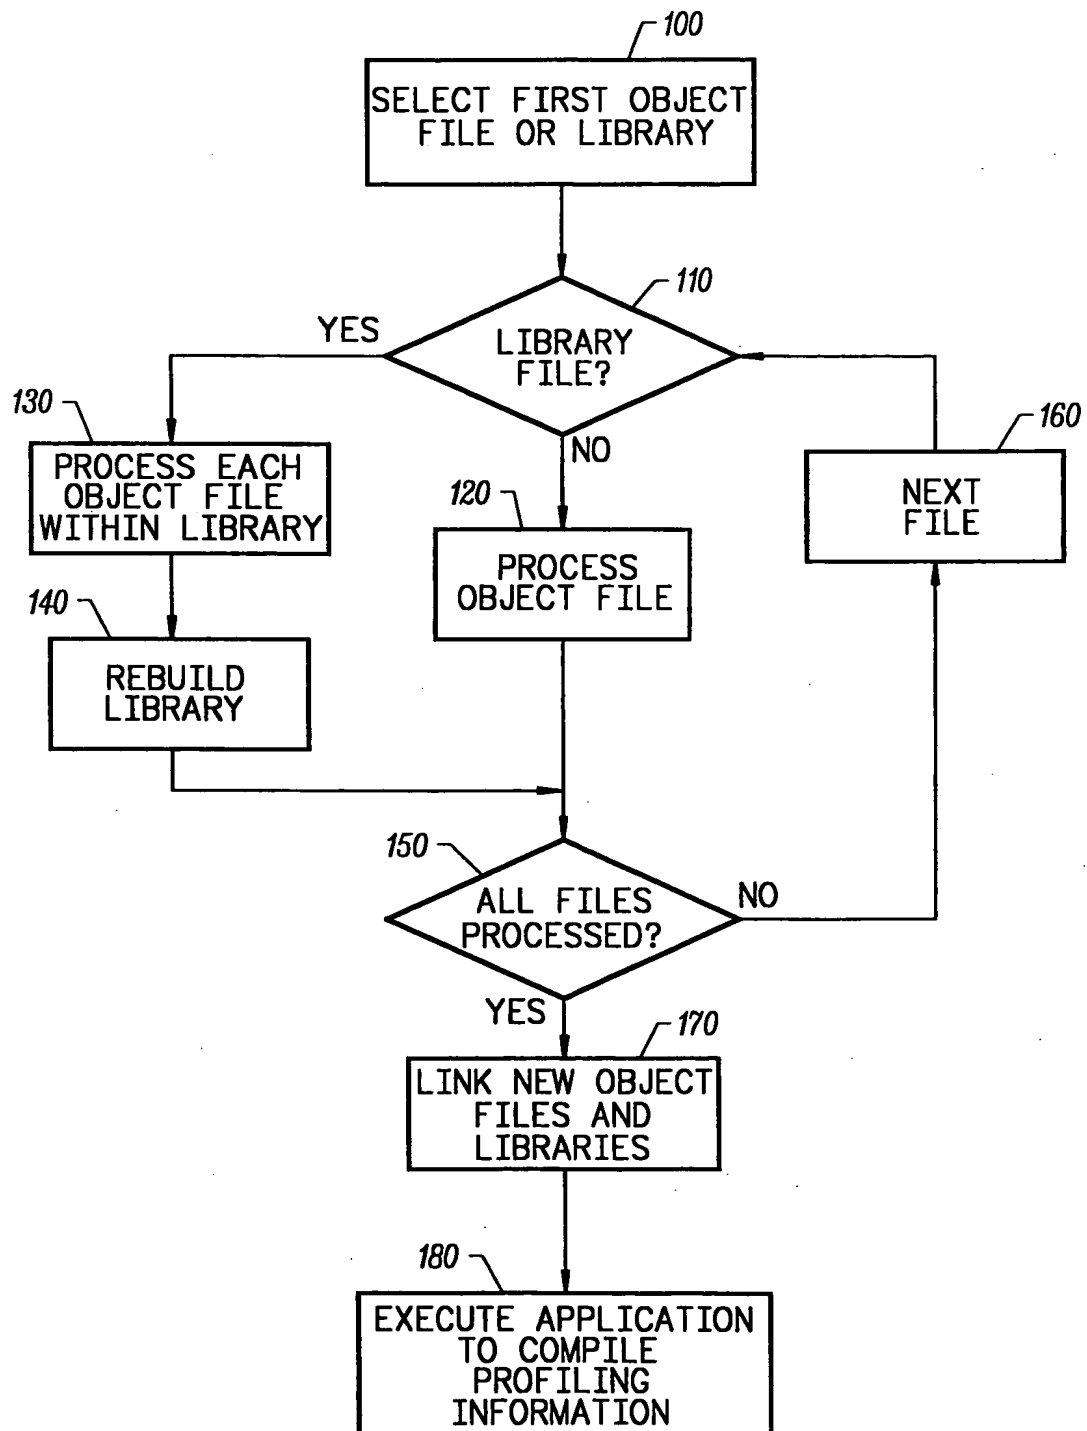 100
SELECT FIRST OBJECT
FILE OR LIBRARY
110
YES
LIBRARY
FILE?
NO
130
PROCESS EACH
OBJECT FILE
WITHIN LIBRARY
120
PROCESS
OBJECT FILE
160
NEXT
FILE
140
REBUILD
LIBRARY
150
ALL FILES
PROCESSED?
NO
YES
170
LINK NEW OBJECT
FILES AND
LIBRARIES
180
EXECUTE APPLICATION
TO COMPILE
PROFILING
INFORMATION